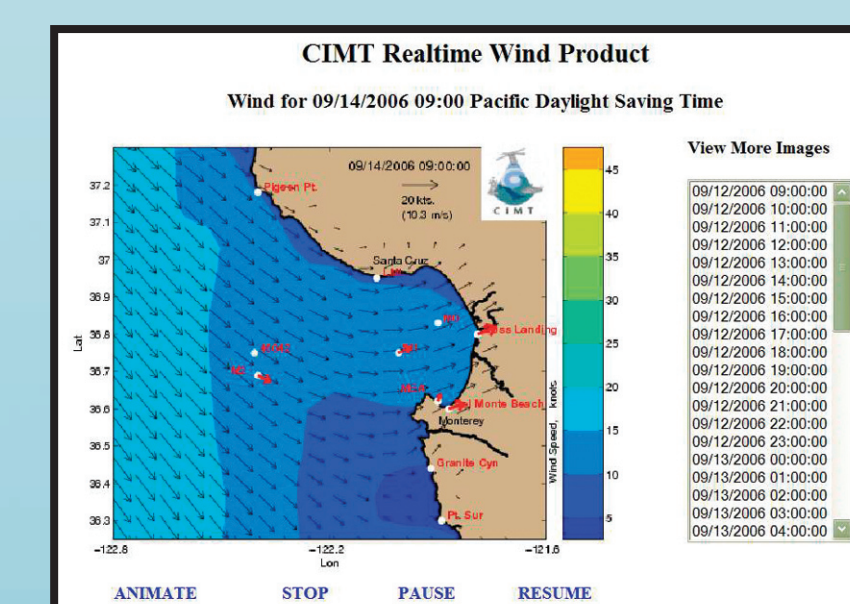 CIMT Realtime Wind Product
Wind for 09/14/2006 09:00 Pacific Daylight Saving Time
View More Images
09/14/2006 09:00:00
20 kts.
(10.3 m/s)
CIMT
Pigeon Pt.
Santa Cruz
Moss Landing
Del Monte Beach
Monterey
Granite Cyn
Pt. Sur
Lat
37.2
37.1
37
36.9
36.8
36.7
36.6
36.5
36.4
36.3
-122.8
-122.2
-121.6
Lon
45
40
35
30
25
20
15
10
5
Wind Speed, knots
09/12/2006 09:00:00
09/12/2006 10:00:00
09/12/2006 11:00:00
09/12/2006 12:00:00
09/12/2006 13:00:00
09/12/2006 14:00:00
09/12/2006 15:00:00
09/12/2006 16:00:00
09/12/2006 17:00:00
09/12/2006 18:00:00
09/12/2006 19:00:00
09/12/2006 20:00:00
09/12/2006 21:00:00
09/12/2006 22:00:00
09/12/2006 23:00:00
09/13/2006 00:00:00
09/13/2006 01:00:00
09/13/2006 02:00:00
09/13/2006 03:00:00
09/13/2006 04:00:00
ANIMATE STOP PAUSE RESUME